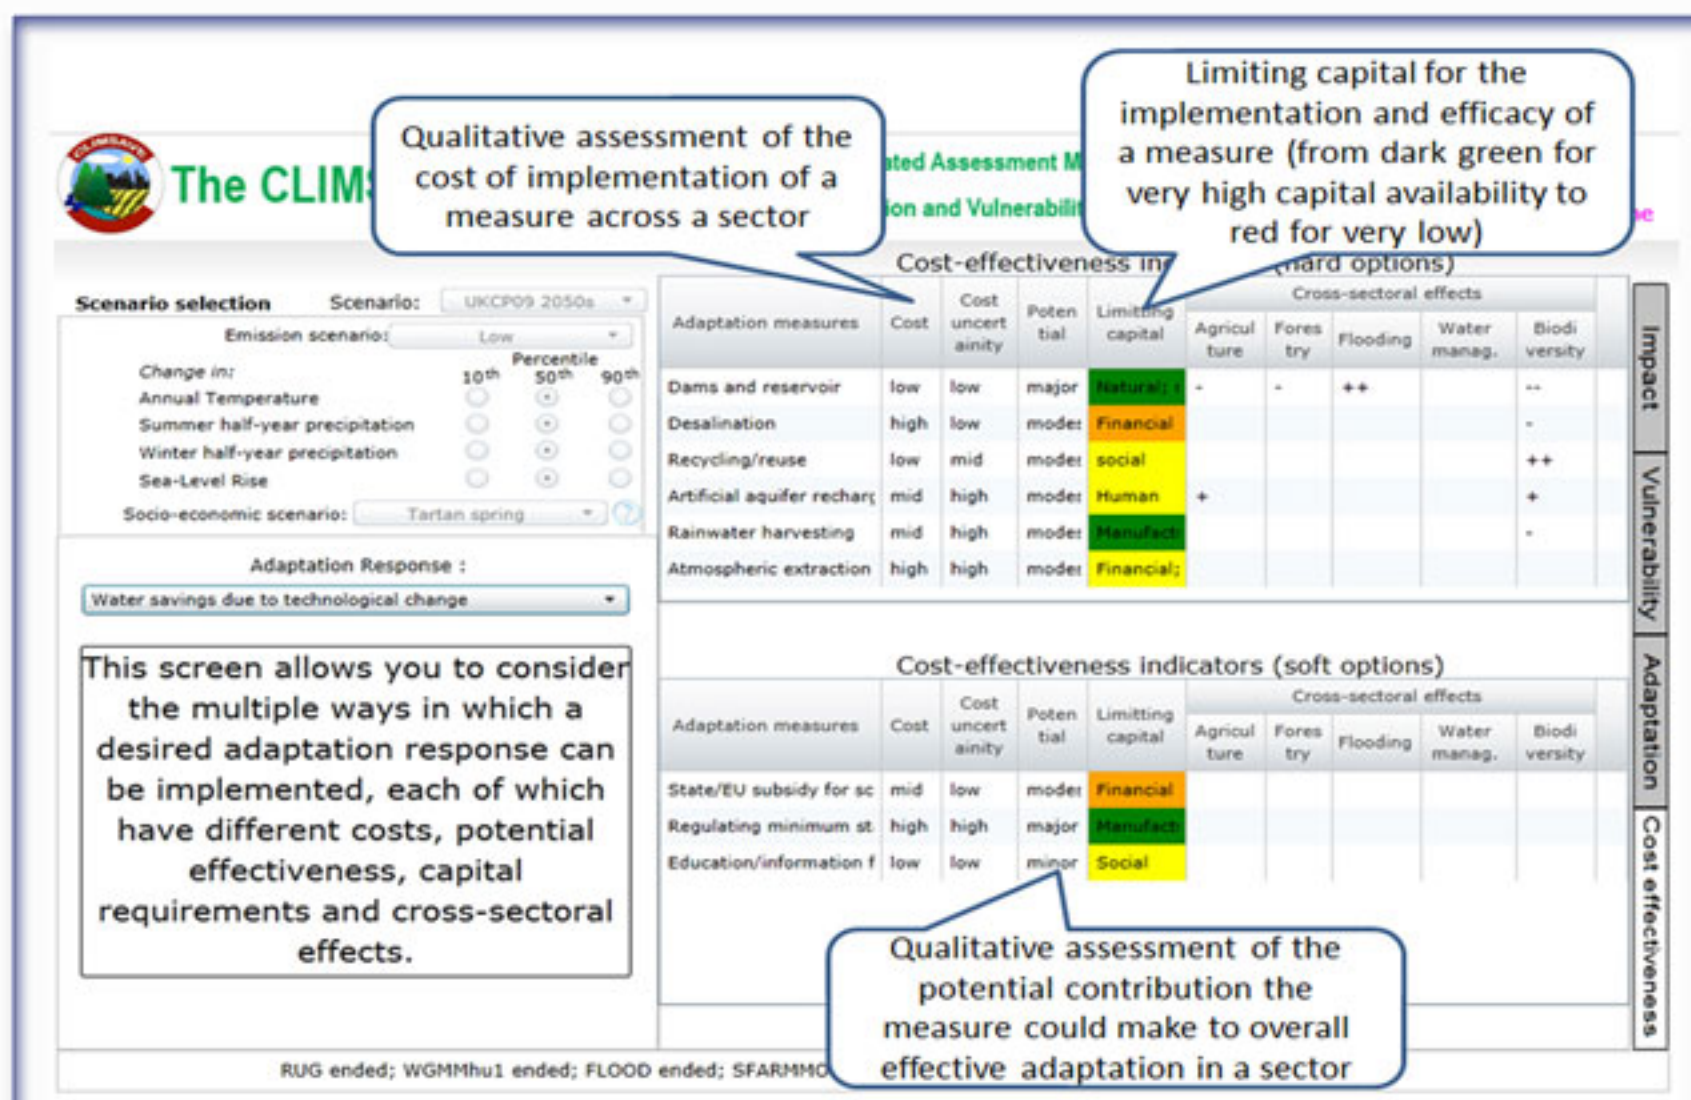 Qualitative assessment of the
cost of implementation of a
measure across a sector
Limiting capital for the
implementation and efficacy of
a measure (from dark green for
very high capital availability to
red for very low)
CLIMSAVE
The CLIMS
ated Assessment M
ion and Vulnerabilit
Scenario selection Scenario: UKCP09 2050s
Emission scenario: Low
Change in: Percentile
10th 50th 90th
Annual Temperature
Summer half-year precipitation
Winter half-year precipitation
Sea-Level Rise
Socio-economic scenario: Tartan spring ?
Adaptation Response :
Water savings due to technological change
This screen allows you to consider
the multiple ways in which a
desired adaptation response can
be implemented, each of which
have different costs, potential
effectiveness, capital
requirements and cross-sectoral
effects.
Cost-effectiveness ind (hard options)
Adaptation measures Cost Cost uncert ainity Poten tial Limitting capital Cross-sectoral effects
Agricul ture Fores try Flooding Water manag. Biodi versity
Dams and reservoir low low major Natural; - - ++ --
Desalination high low moder Financial -
Recycling/reuse low mid moder social ++
Artificial aquifer recharg mid high moder Human + +
Rainwater harvesting mid high moder Manufact -
Atmospheric extraction high high moder Financial;
Cost-effectiveness indicators (soft options)
Adaptation measures Cost Cost uncert ainity Poten tial Limitting capital Cross-sectoral effects
Agricul ture Fores try Flooding Water manag. Biodi versity
State/EU subsidy for sc mid low moder Financial
Regulating minimum st high high major Manufact
Education/information f low low minor Social
Qualitative assessment of the
potential contribution the
measure could make to overall
effective adaptation in a sector
Impact
Vulnerability
Adaptation
Cost effectiveness
RUG ended; WGMMhu1 ended; FLOOD ended; SFARMMO